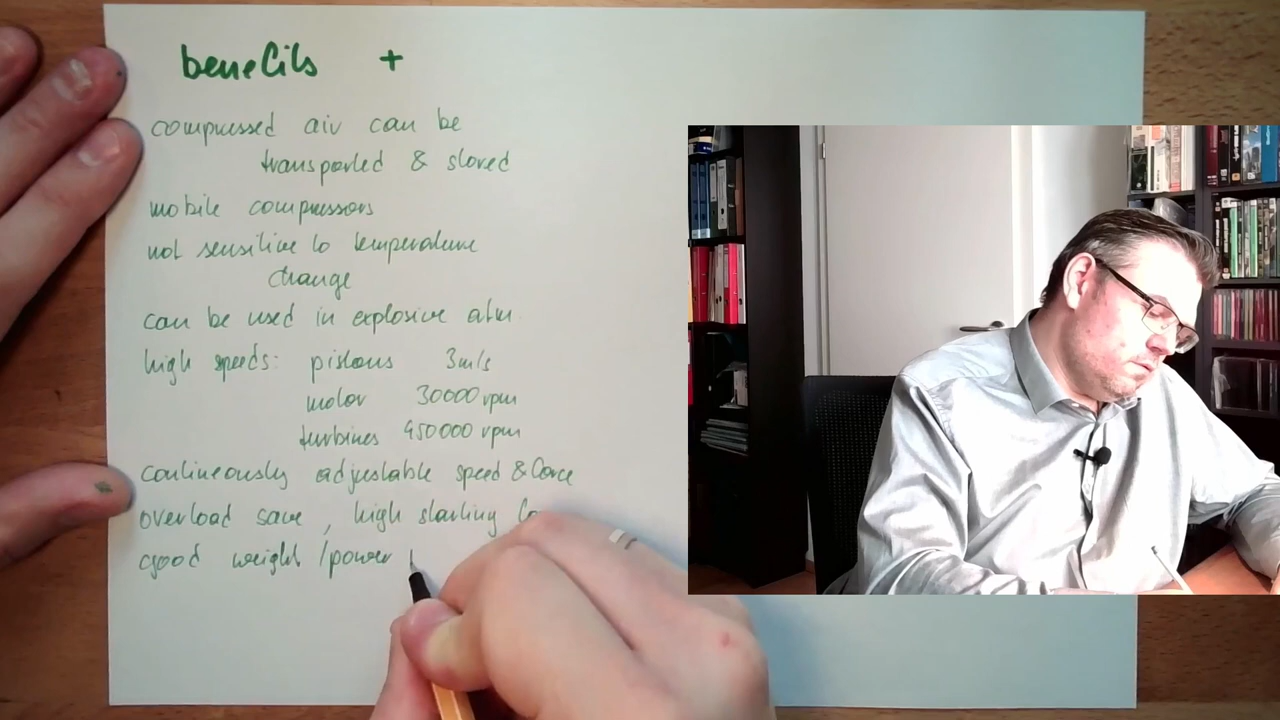 benefits +
compressed air can be
transported & stored
mobile compressors
not sensitive to temperature
change
can be used in explosive atm.
high speeds: pistons 3m/s
motor 30000 rpm
turbines 450000 rpm
contineously adjustable speed & force
overload save, high starting
good weight /power